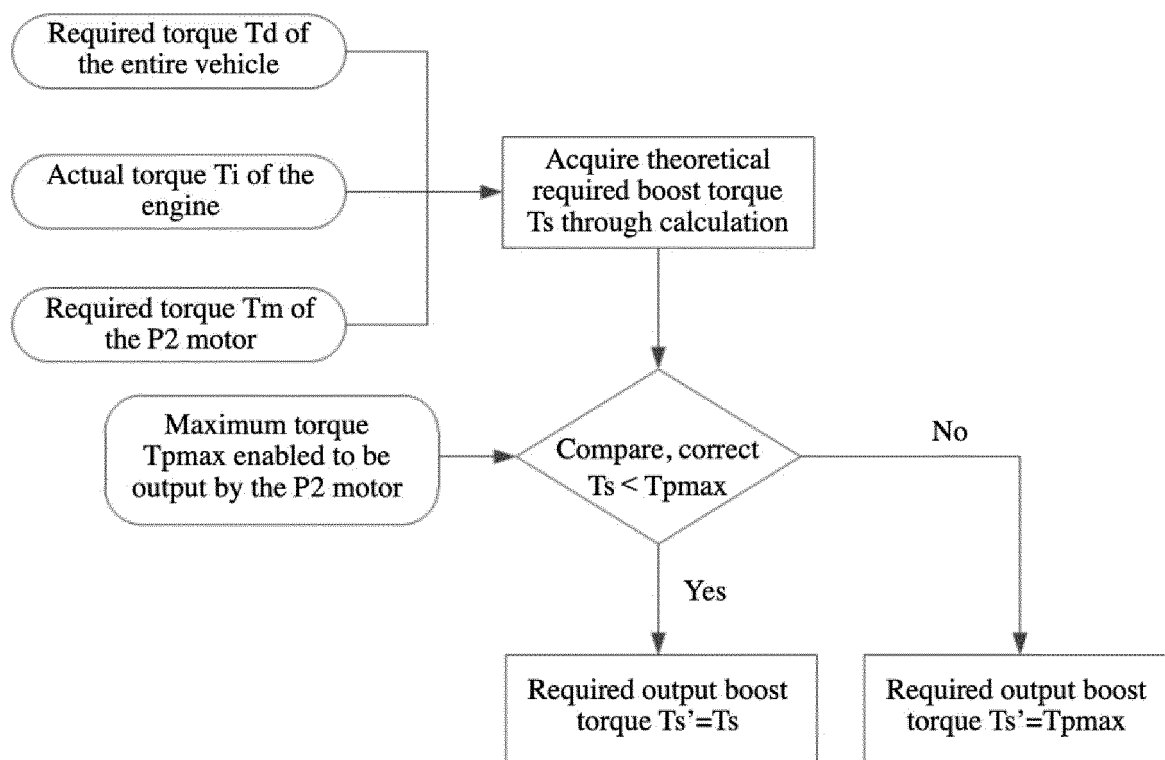 Required torque Td of
the entire vehicle
Actual torque Ti of the
engine
Required torque Tm of
the P2 motor
Acquire theoretical
required boost torque
Ts through calculation
Maximum torque
Tpmax enabled to be
output by the P2 motor
Compare, correct
Ts < Tpmax
No
Yes
Required output boost
torque Ts’=Ts
Required output boost
torque Ts’=Tpmax